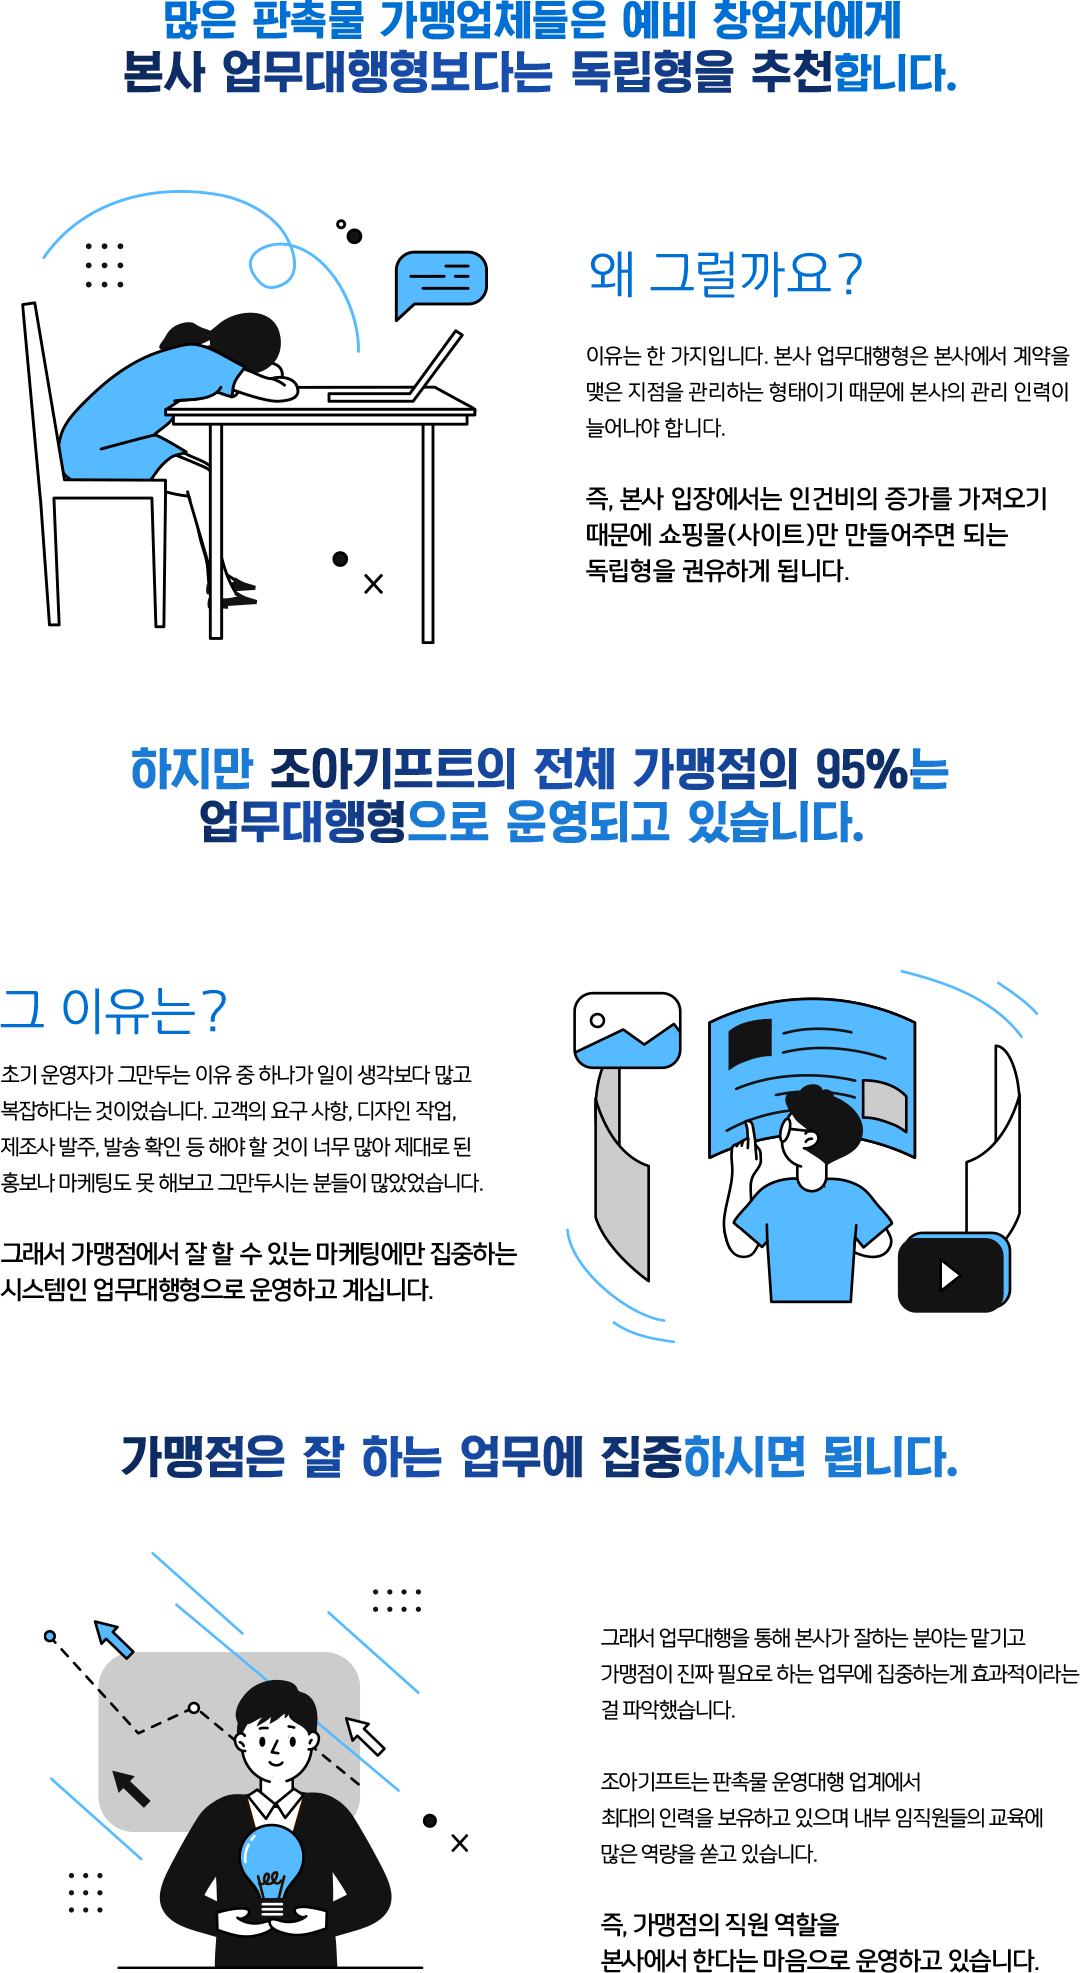 많은 판촉물 가맹업체들은 예비 창업자에게
본사 업무대행형보다는 독립형을 추천합니다.
왜 그럴까요?
이유는 한 가지입니다. 본사 업무대행형은 본사에서 계약을
맺은 지점을 관리하는 형태이기 때문에 본사의 관리 인력이
늘어나야 합니다.
즉, 본사 입장에서는 인건비의 증가를 가져오기
때문에 쇼핑몰(사이트)만 만들어주면 되는
독립형을 권유하게 됩니다.
하지만 조아기프트의 전체 가맹점의 95%는
업무대행형으로 운영되고 있습니다.
그 이유는?
초기 운영자가 그만두는 이유 중 하나가 일이 생각보다 많고
복잡하다는 것이었습니다. 고객의 요구 사항, 디자인 작업,
제조사 발주, 발송 확인 등 해야 할 것이 너무 많아 제대로 된
홍보나 마케팅도 못 해보고 그만두시는 분들이 많았었습니다.
그래서 가맹점에서 잘 할 수 있는 마케팅에만 집중하는
시스템인 업무대행형으로 운영하고 계십니다.
가맹점은 잘 하는 업무에 집중하시면 됩니다.
그래서 업무대행을 통해 본사가 잘하는 분야는 맡기고
가맹점이 진짜 필요로 하는 업무에 집중하는게 효과적이라는
걸 파악했습니다.
조아기프트는 판촉물 운영대행 업계에서
최대의 인력을 보유하고 있으며 내부 임직원들의 교육에
많은 역량을 쏟고 있습니다.
즉, 가맹점의 직원 역할을
본사에서 한다는 마음으로 운영하고 있습니다.